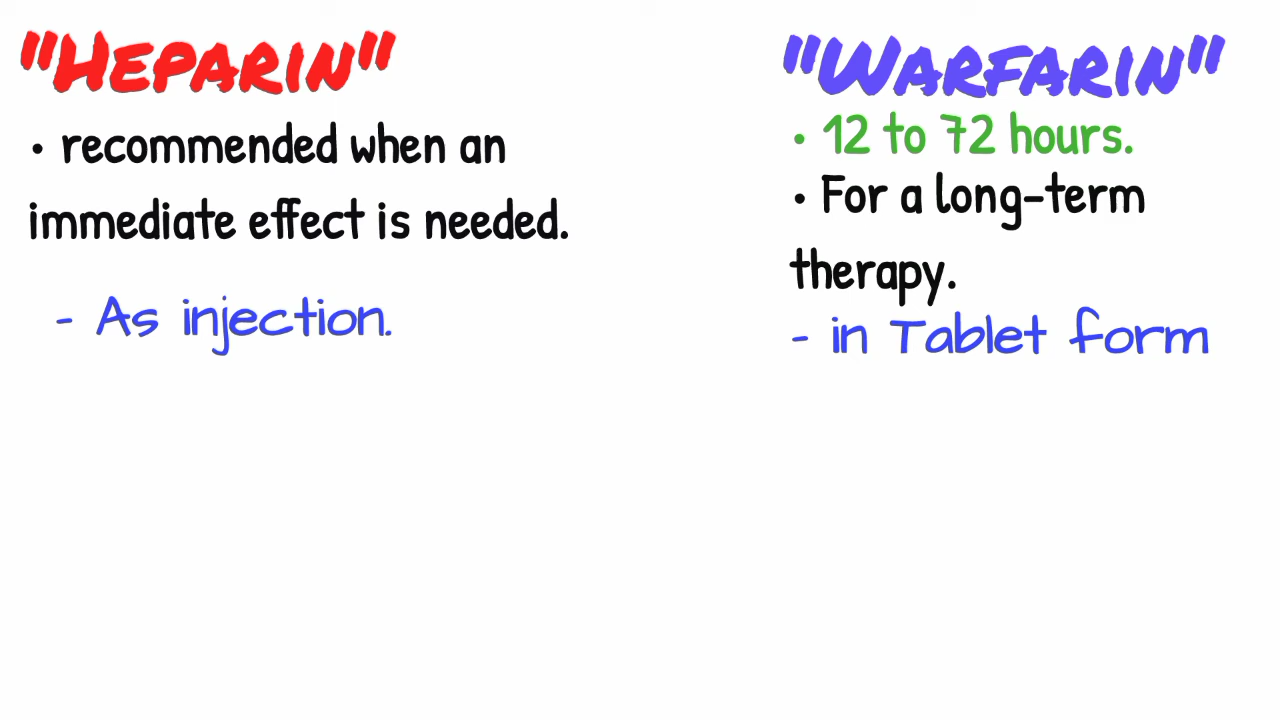 "HEPARIN"
• recommended when an
immediate effect is needed.
- As injection.
"WARFARIN"
• 12 to 72 hours.
• For a long-term
therapy.
- in Tablet form